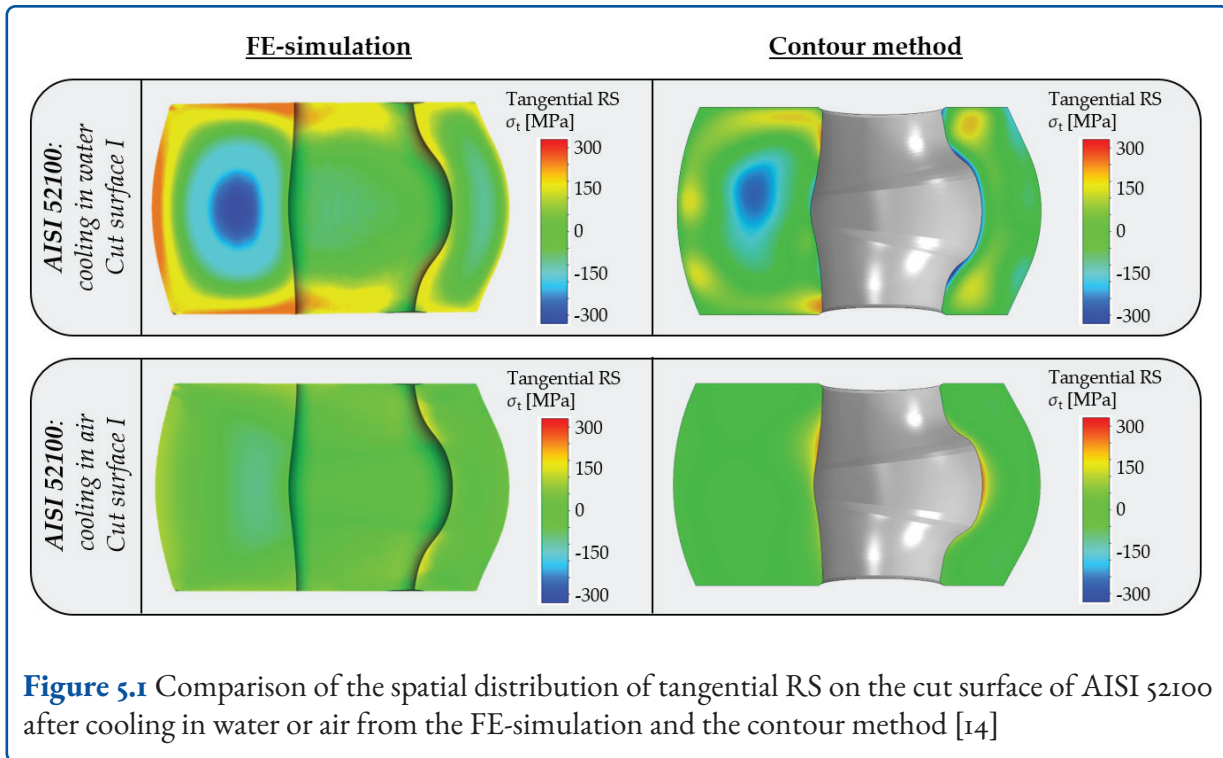 FE-simulation
Contour method
AISI 52100:
cooling in water
Cut surface I
Tangential RS
σt [MPa]
300
150
0
-150
-300
Tangential RS
σt [MPa]
300
150
0
-150
-300
AISI 52100:
cooling in air
Cut surface I
Tangential RS
σt [MPa]
300
150
0
-150
-300
Tangential RS
σt [MPa]
300
150
0
-150
-300
Figure 5.1 Comparison of the spatial distribution of tangential RS on the cut surface of AISI 52100
after cooling in water or air from the FE-simulation and the contour method [14]